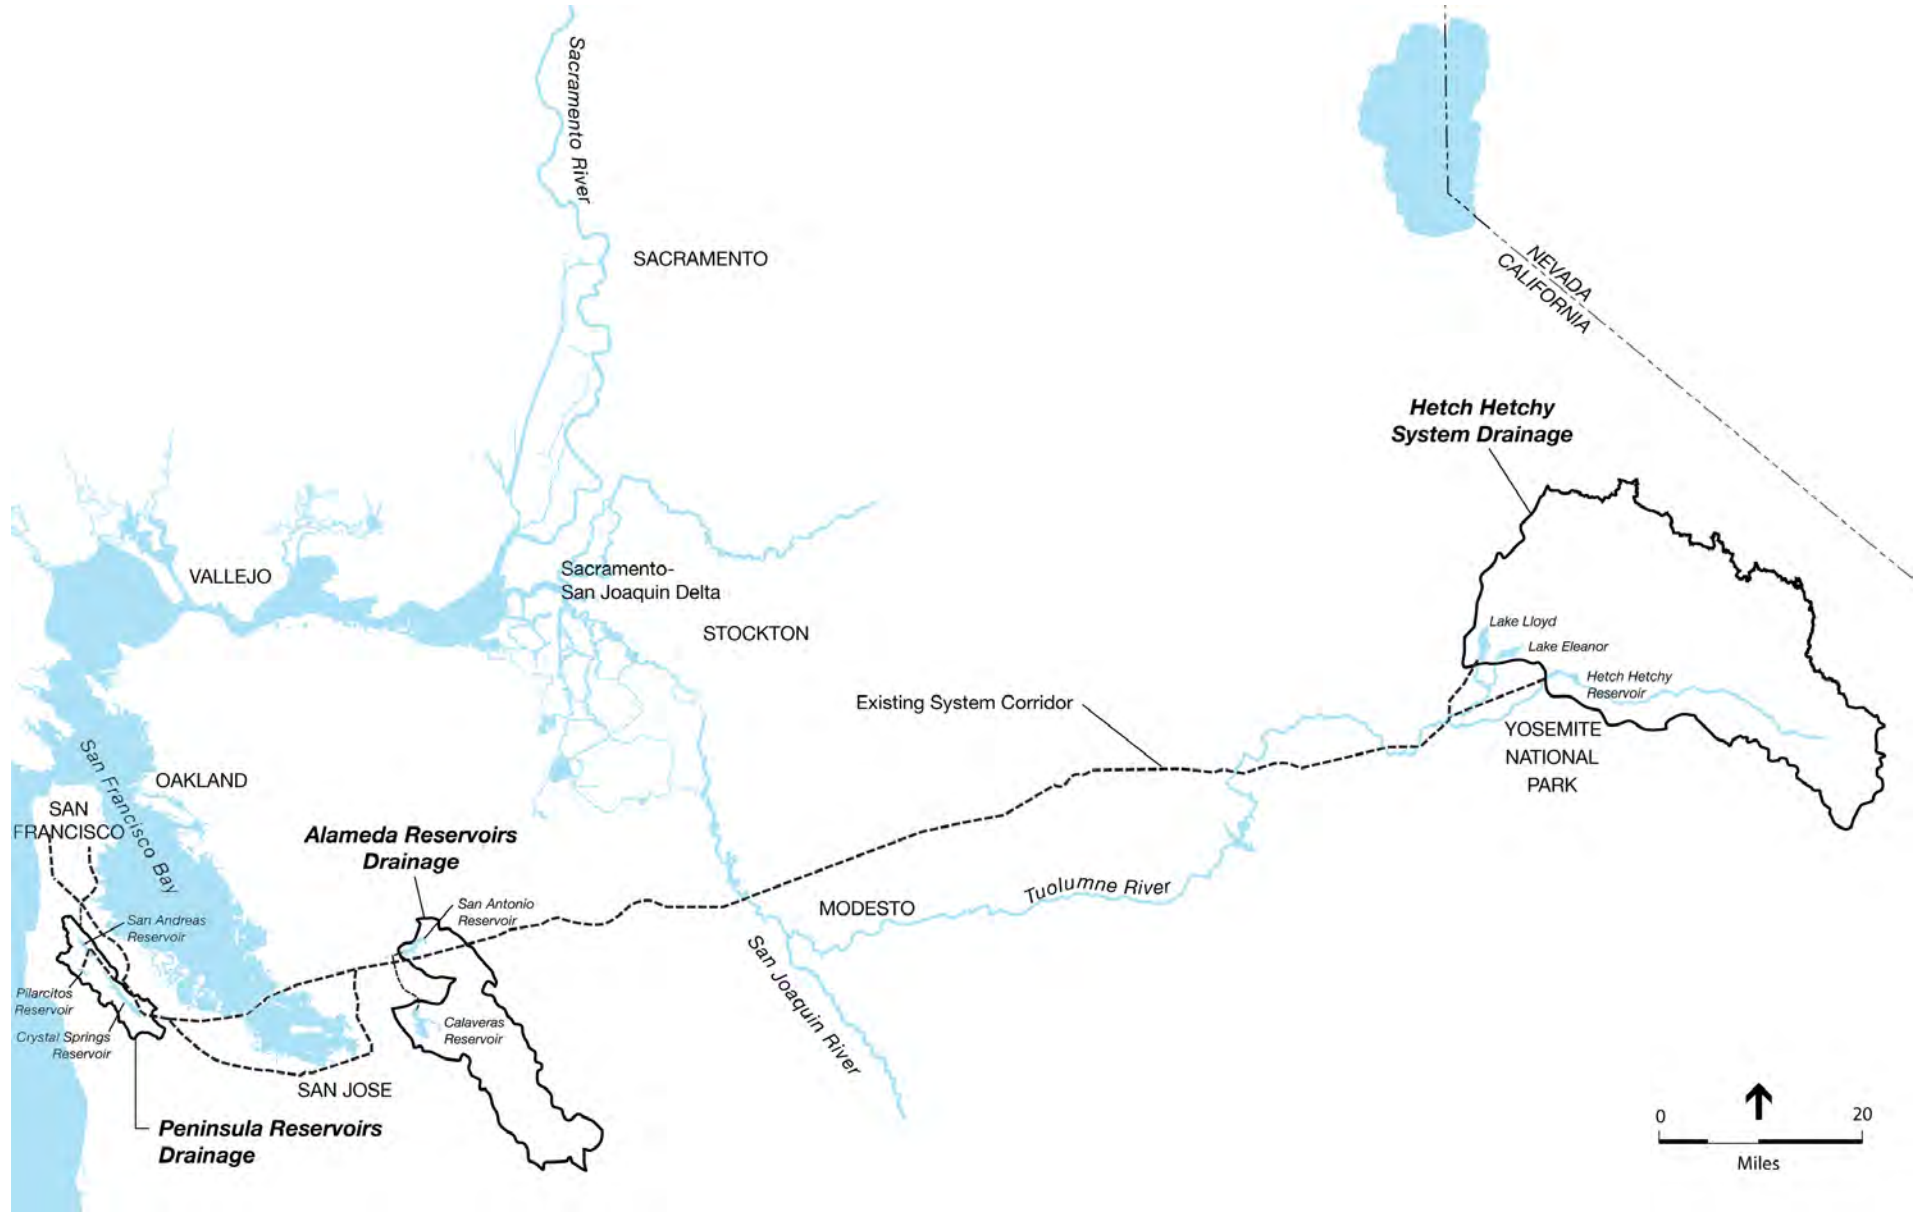 Sacramento River
SACRAMENTO
NEVADA
CALIFORNIA
Hetch Hetchy
System Drainage
VALLEJO
Sacramento-
San Joaquin Delta
STOCKTON
Lake Lloyd
Lake Eleanor
Hetch Hetchy
Reservoir
Existing System Corridor
YOSEMITE
NATIONAL
PARK
San Francisco Bay
OAKLAND
SAN
FRANCISCO
Alameda Reservoirs
Drainage
San Antonio
Reservoir
Tuolumne River
MODESTO
San Andreas
Reservoir
San Joaquin River
Pilarcitos
Reservoir
Crystal Springs
Reservoir
Calaveras
Reservoir
SAN JOSE
Peninsula Reservoirs
Drainage
0 20
Miles